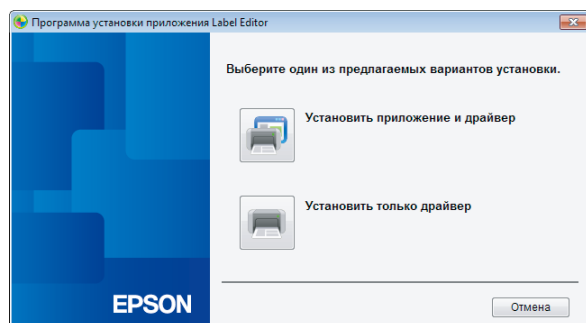 Программа установки приложения Label Editor
Выберите один из предлагаемых вариантов установки.
Установить приложение и драйвер
Установить только драйвер
EPSON
Отмена